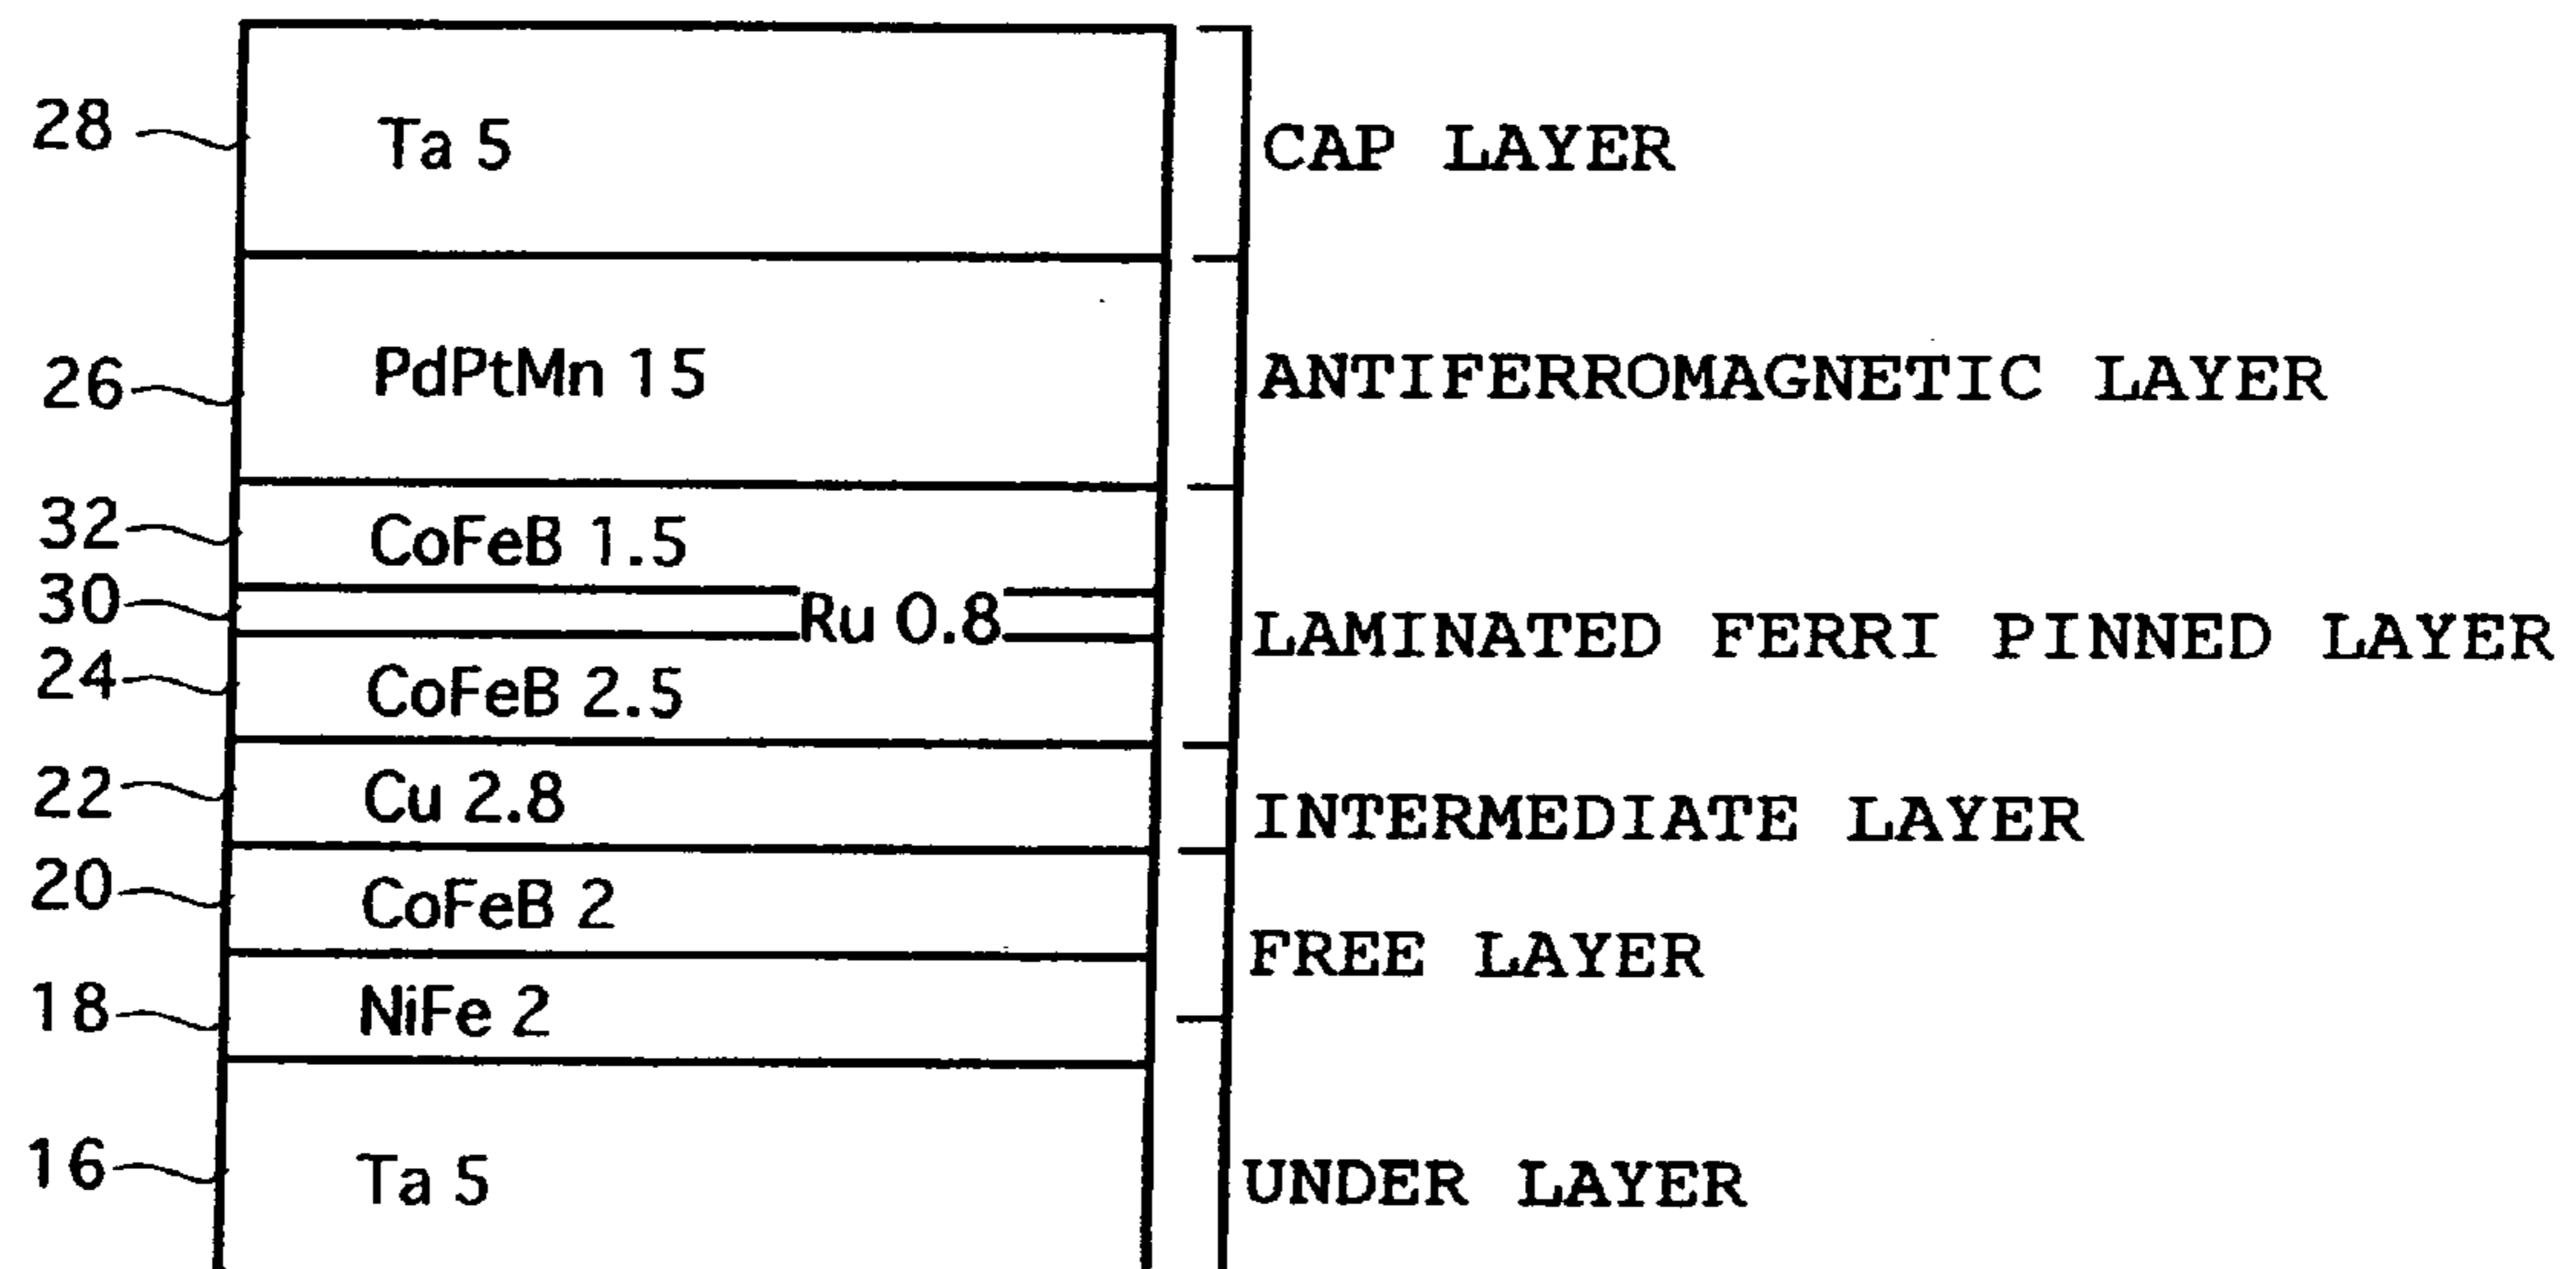 28 Ta 5 CAP LAYER
26 PdPtMn 15 ANTIFERROMAGNETIC LAYER
32 CoFeB 1.5
30 Ru 0.8 LAMINATED FERRI PINNED LAYER
24 CoFeB 2.5
22 Cu 2.8 INTERMEDIATE LAYER
20 CoFeB 2
FREE LAYER
18 NiFe 2
16 Ta 5 UNDER LAYER